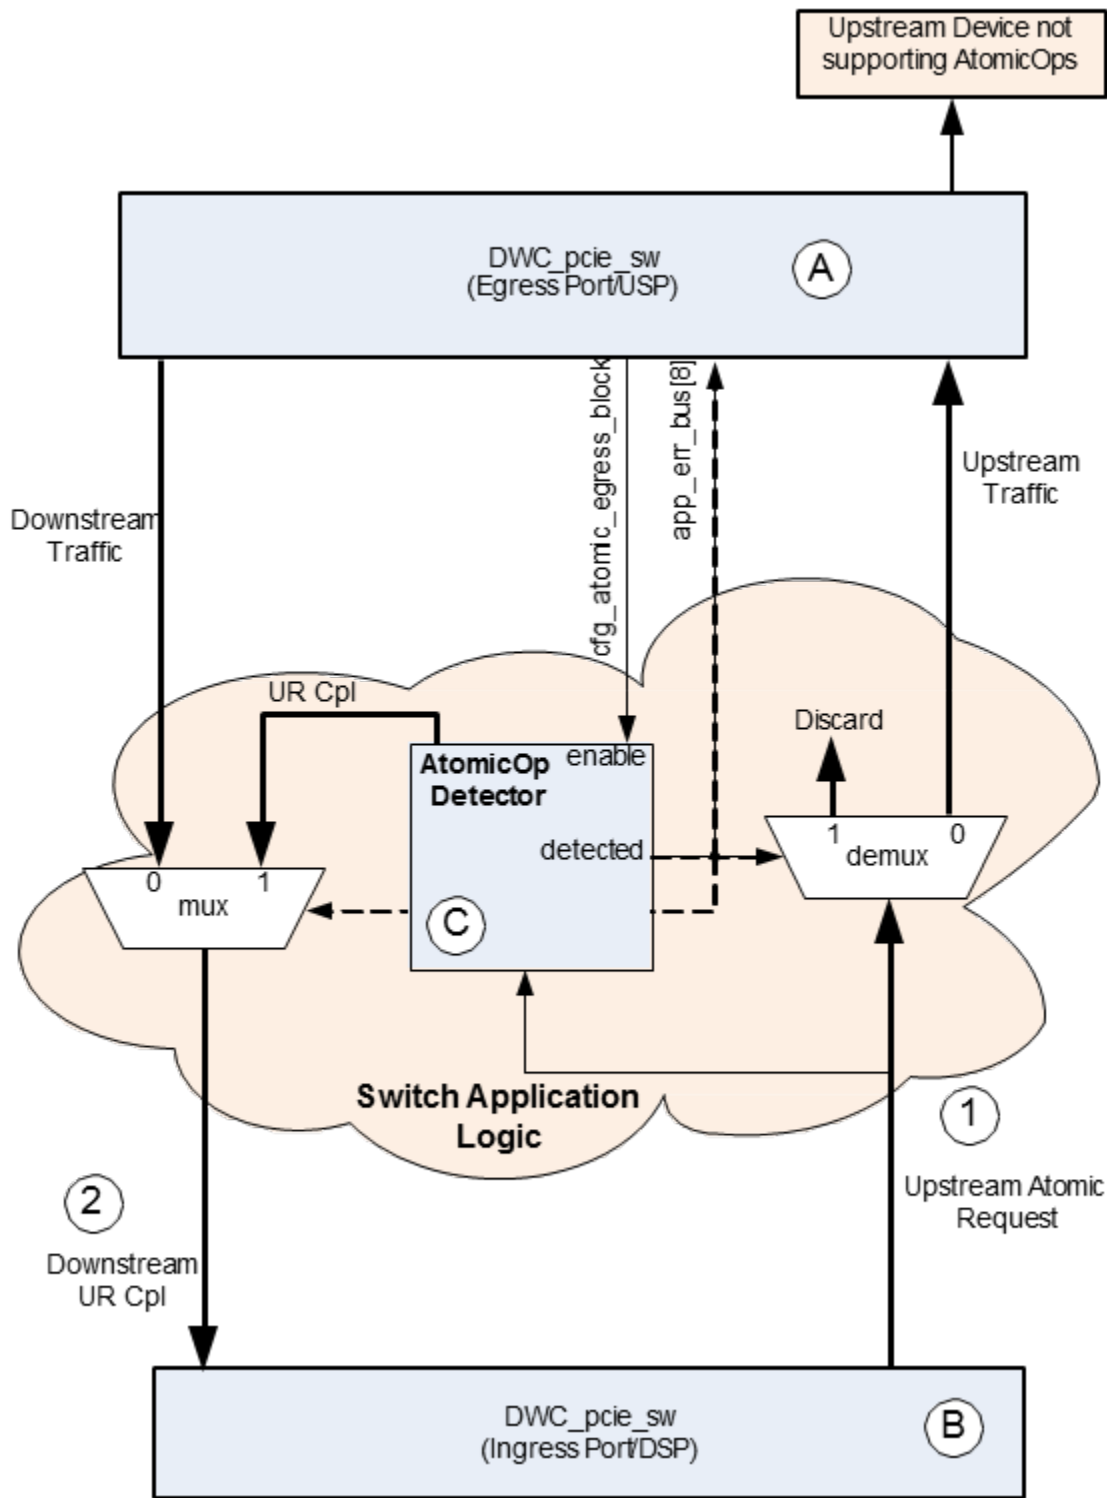 Upstream Device not
supporting AtomicOps
DWC_pcie_sw
(Egress Port/USP)
A
cfg_atomic_egress_block
app_err_bus[8]
Downstream
Traffic
Upstream
Traffic
UR Cpl
Discard
AtomicOp
Detector
enable
detected
C
0
1
mux
1
0
demux
Switch Application
Logic
1
Upstream Atomic
Request
2
Downstream
UR Cpl
DWC_pcie_sw
(Ingress Port/DSP)
B